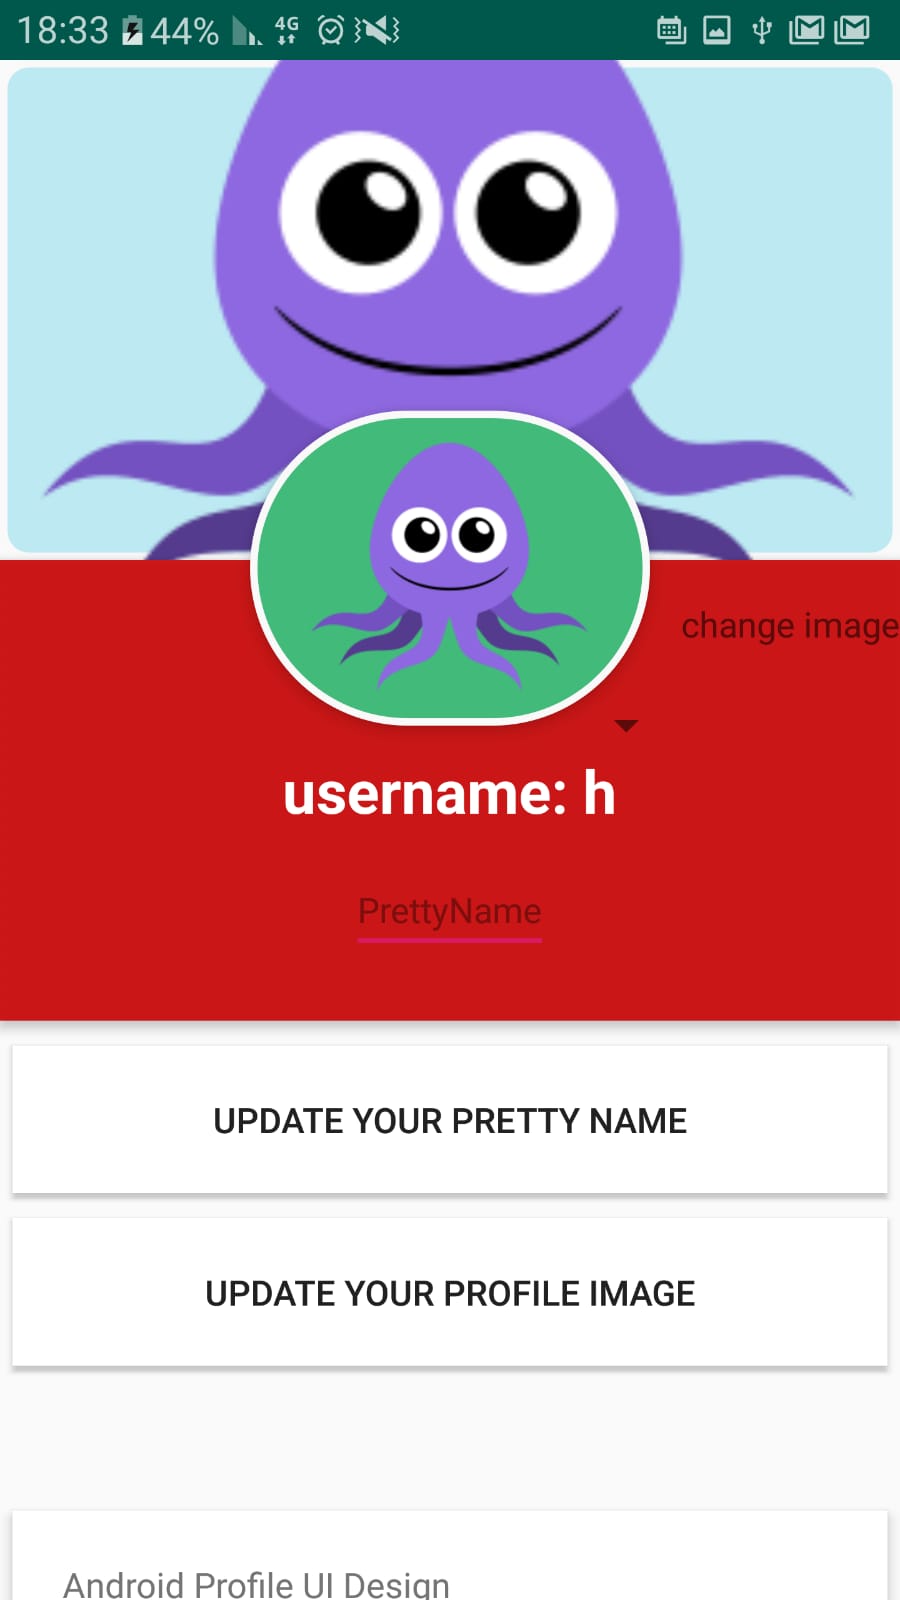 18:33 44% 4G
change image
username: h
PrettyName
UPDATE YOUR PRETTY NAME
UPDATE YOUR PROFILE IMAGE
Android Profile UI Design